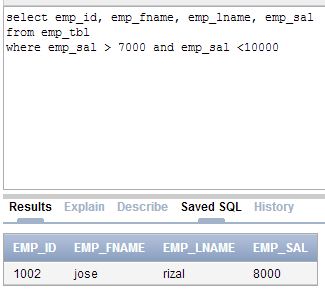 select emp_id, emp_fname, emp_lname, emp_sal
from emp_tbl
where emp_sal > 7000 and emp_sal <10000
Results Explain Describe Saved SQL History
EMP_ID EMP_FNAME EMP_LNAME EMP_SAL
1002 jose rizal 8000